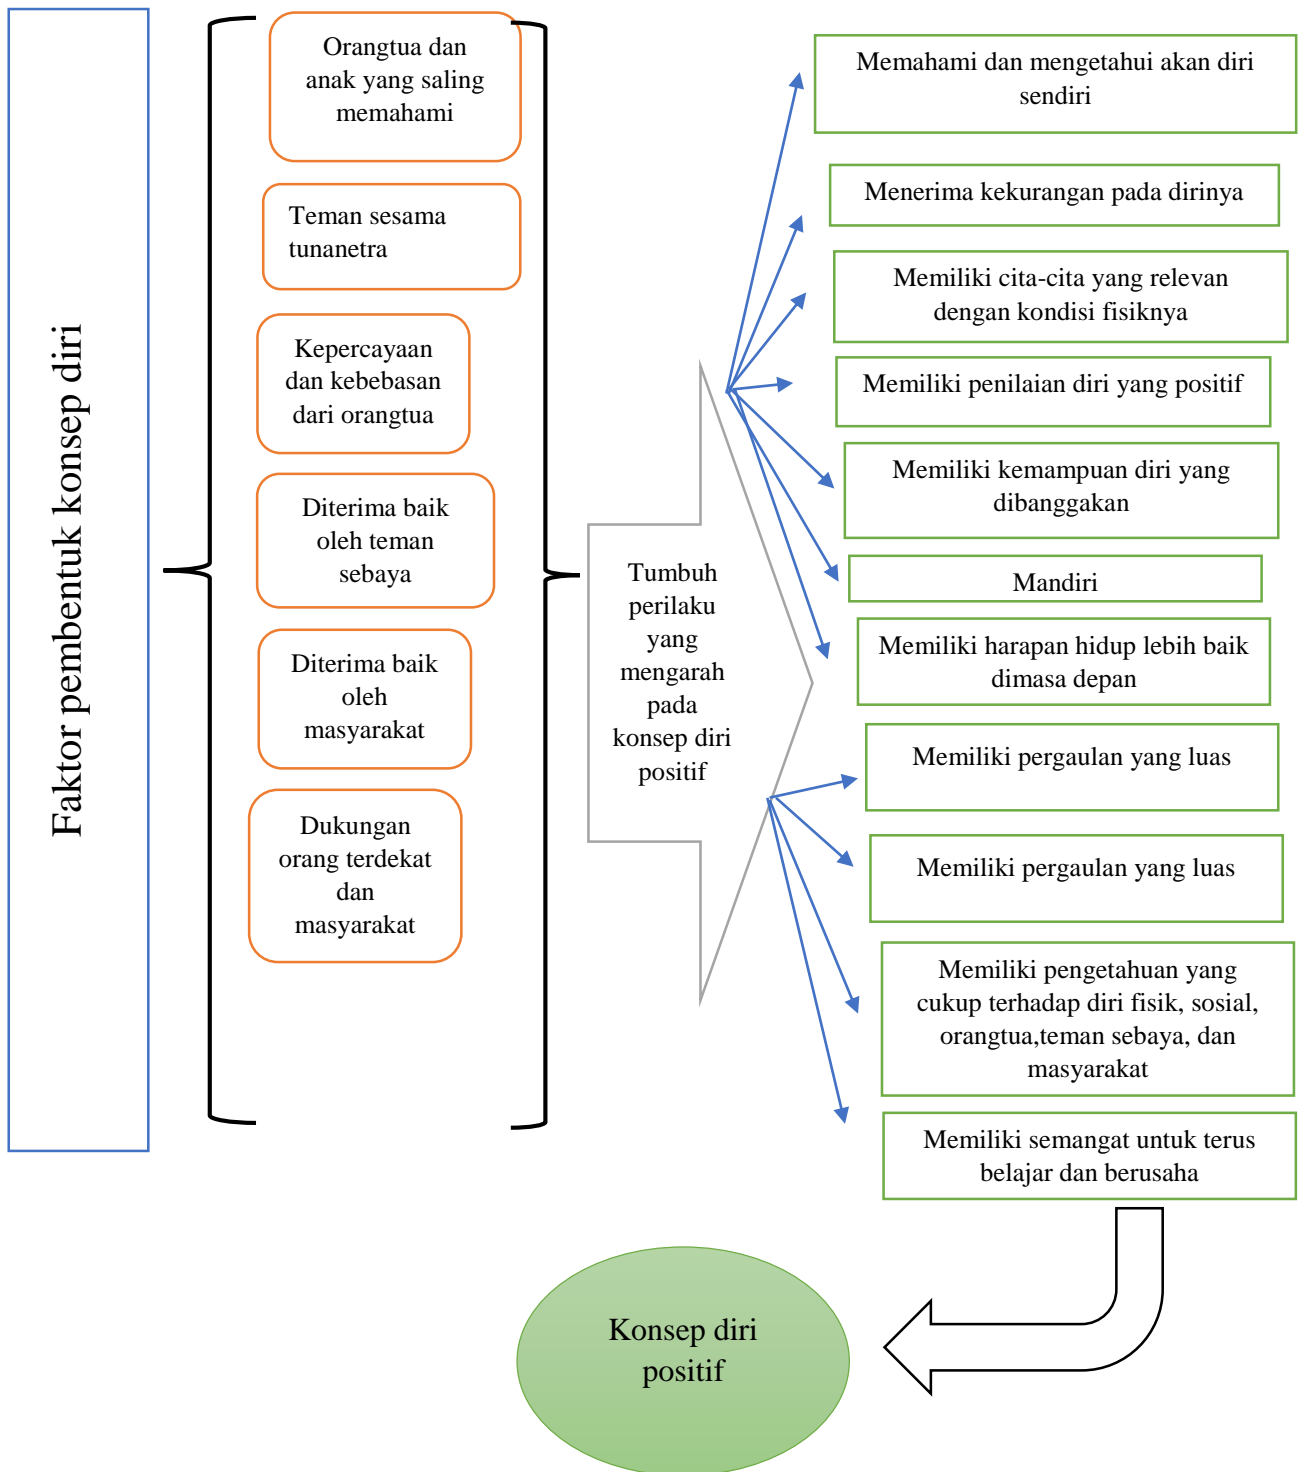 Faktor pembentuk konsep diri
Orangtua dan
anak yang saling
memahami
Teman sesama
tunanetra
Kepercayaan
dan kebebasan
dari orangtua
Diterima baik
oleh teman
sebaya
Diterima baik
oleh
masyarakat
Dukungan
orang terdekat
dan
masyarakat
Tumbuh
perilaku
yang
mengarah
pada
konsep diri
positif
Memahami dan mengetahui akan diri
sendiri
Menerima kekurangan pada dirinya
Memiliki cita-cita yang relevan
dengan kondisi fisiknya
Memiliki penilaian diri yang positif
Memiliki kemampuan diri yang
dibanggakan
Mandiri
Memiliki harapan hidup lebih baik
dimasa depan
Memiliki pergaulan yang luas
Memiliki pergaulan yang luas
Memiliki pengetahuan yang
cukup terhadap diri fisik, sosial,
orangtua,teman sebaya, dan
masyarakat
Memiliki semangat untuk terus
belajar dan berusaha
Konsep diri
positif